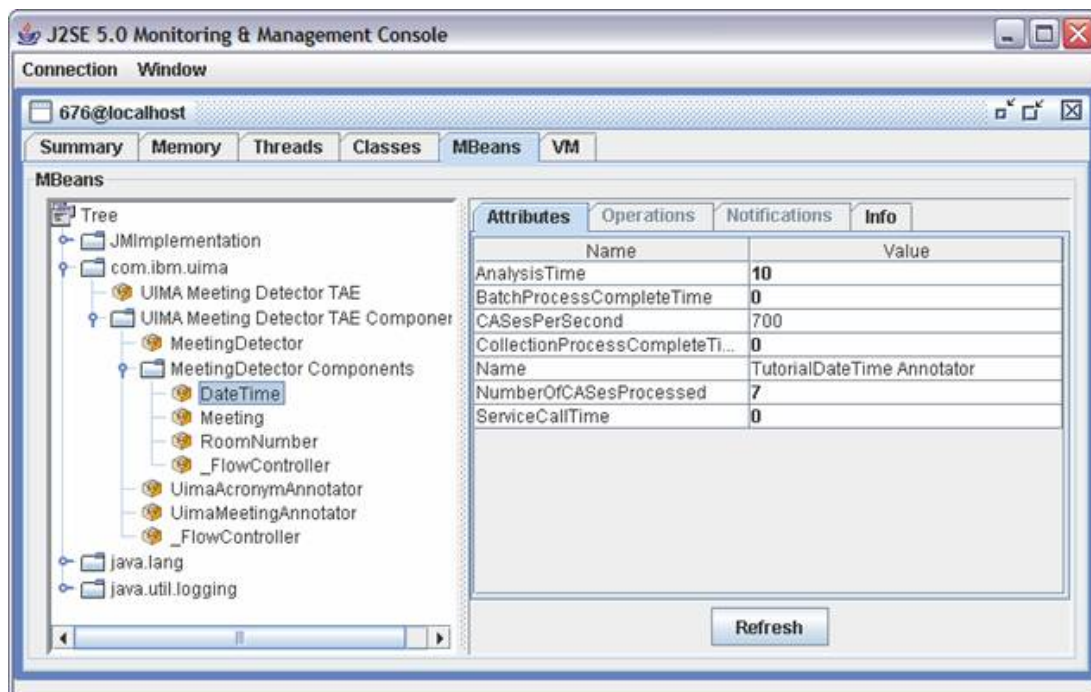 J2SE 5.0 Monitoring & Management Console
Connection Window
676@localhost
Summary Memory Threads Classes MBeans VM
MBeans
Tree
JMImplementation
com.ibm.uima
UIMA Meeting Detector TAE
UIMA Meeting Detector TAE Componer
MeetingDetector
MeetingDetector Components
DateTime
Meeting
RoomNumber
_FlowController
UimaAcronymAnnotator
UimaMeetingAnnotator
_FlowController
java.lang
java.util.logging
Attributes Operations Notifications Info
Name Value
AnalysisTime 10
BatchProcessCompleteTime 0
CASesPerSecond 700
CollectionProcessCompleteTi... 0
Name TutorialDateTime Annotator
NumberOfCASesProcessed 7
ServiceCallTime 0
Refresh